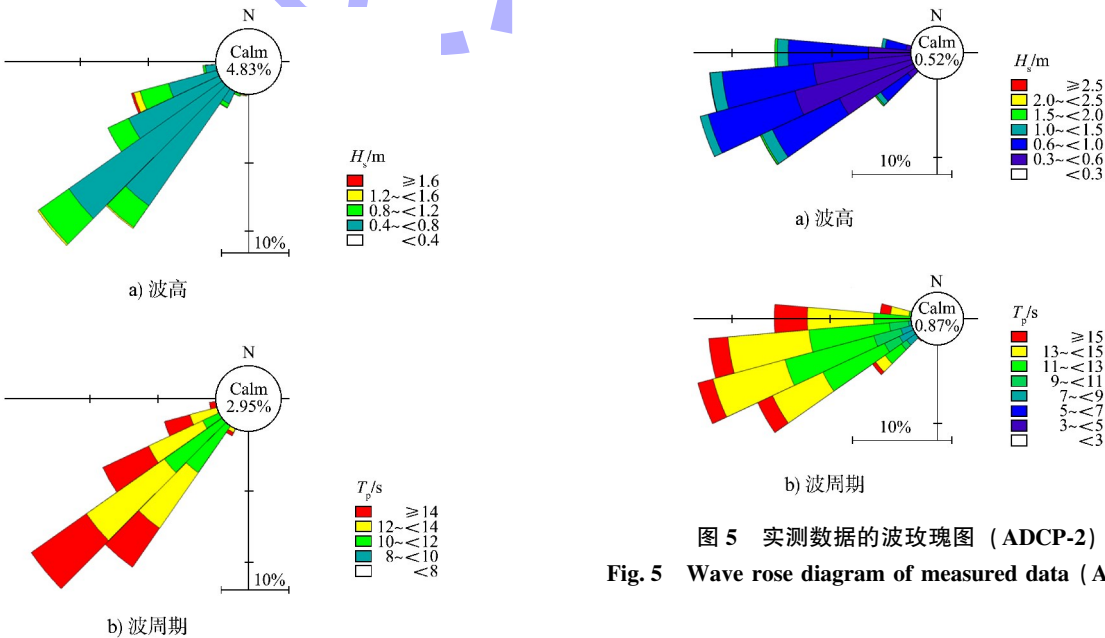 N
Calm
4.83%
Hs/m
≥1.6
1.2~<1.6
0.8~<1.2
0.4~<0.8
<0.4
10%
a) 波高
N
Calm
2.95%
Tp/s
≥14
12~<14
10~<12
8~<10
<8
10%
b) 波周期
N
Calm
0.52%
Hs/m
≥2.5
2.0~<2.5
1.5~<2.0
1.0~<1.5
0.6~<1.0
0.3~<0.6
<0.3
10%
a) 波高
N
Calm
0.87%
Tp/s
≥15
13~<15
11~<13
9~<11
7~<9
5~<7
3~<5
<3
10%
b) 波周期
图 5 实测数据的波玫瑰图 (ADCP-2)
Fig. 5 Wave rose diagram of measured data (A